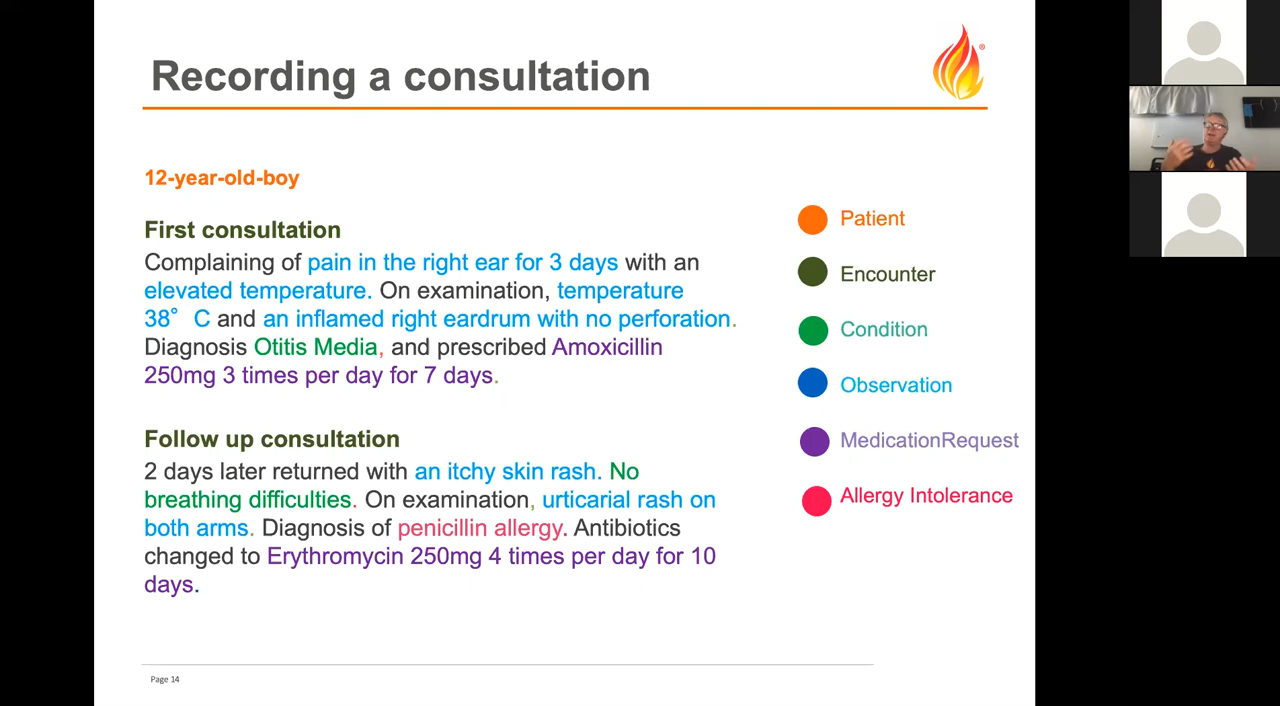 Recording a consultation
®
12-year-old-boy
First consultation
Complaining of pain in the right ear for 3 days with an
elevated temperature. On examination, temperature
38° C and an inflamed right eardrum with no perforation.
Diagnosis Otitis Media, and prescribed Amoxicillin
250mg 3 times per day for 7 days.
Follow up consultation
2 days later returned with an itchy skin rash. No
breathing difficulties. On examination, urticarial rash on
both arms. Diagnosis of penicillin allergy. Antibiotics
changed to Erythromycin 250mg 4 times per day for 10
days.
Patient
Encounter
Condition
Observation
MedicationRequest
Allergy Intolerance
Page 14